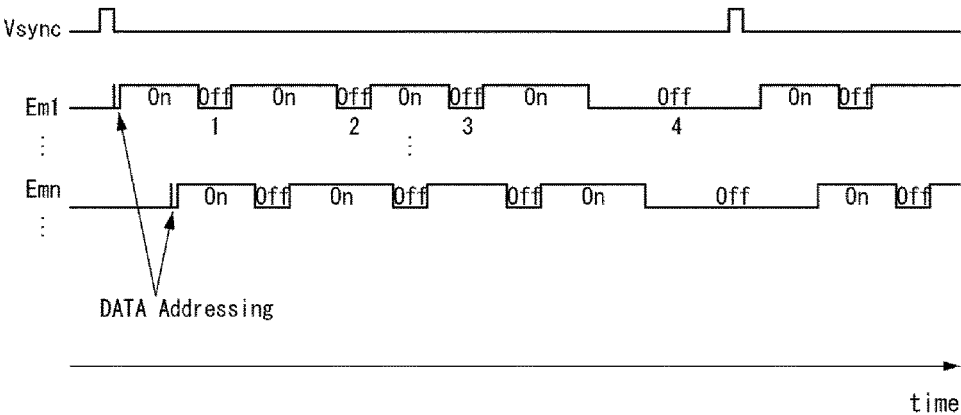 Vsync
Em1 On Off On Off On Off On Off On Off
1 2 3 4
⋮ ⋮
Emn On Off On Off Off On Off On Off
⋮
DATA Addressing
time